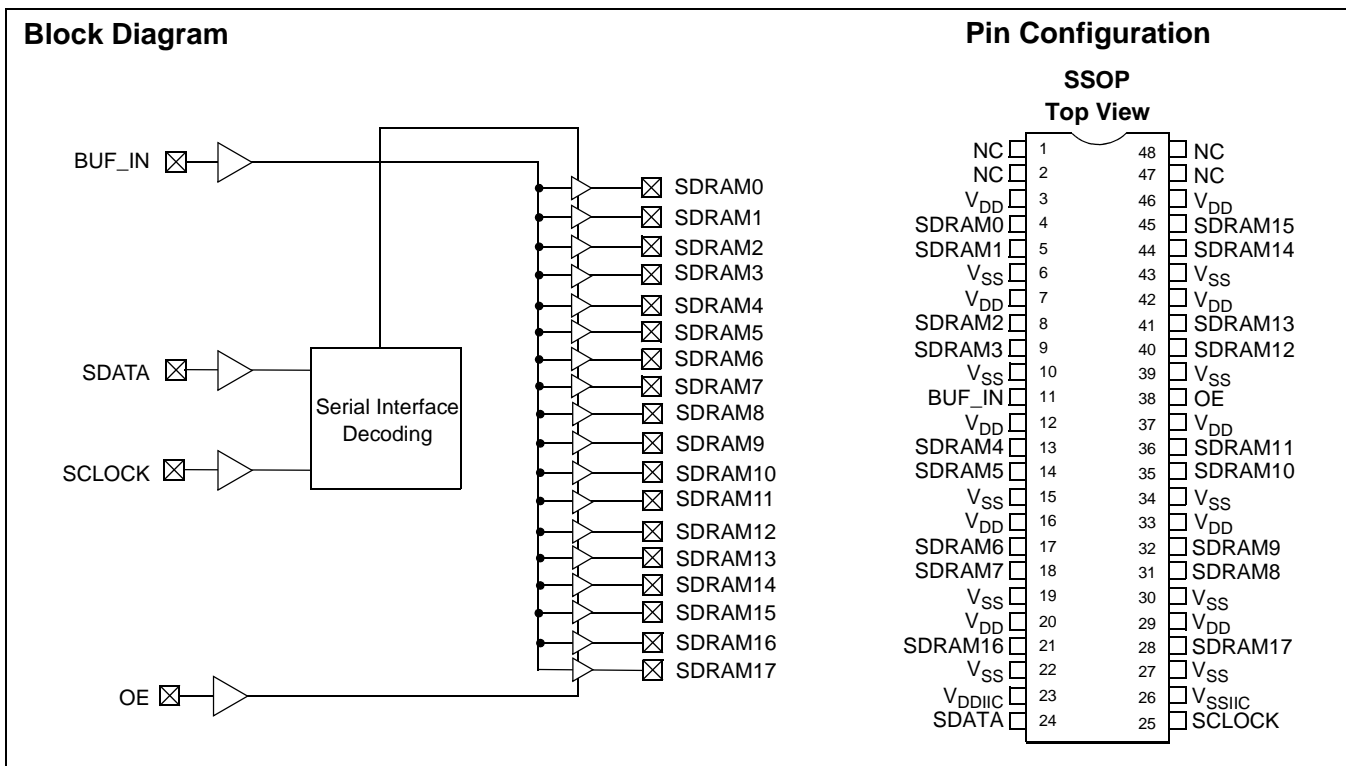 Block Diagram
BUF_IN
SDATA
SCLOCK
OE
Serial Interface
Decoding
SDRAM0
SDRAM1
SDRAM2
SDRAM3
SDRAM4
SDRAM5
SDRAM6
SDRAM7
SDRAM8
SDRAM9
SDRAM10
SDRAM11
SDRAM12
SDRAM13
SDRAM14
SDRAM15
SDRAM16
SDRAM17
Pin Configuration
SSOP
Top View
NC 1 48 NC
NC 2 47 NC
VDD 3 46 VDD
SDRAM0 4 45 SDRAM15
SDRAM1 5 44 SDRAM14
VSS 6 43 VSS
VDD 7 42 VDD
SDRAM2 8 41 SDRAM13
SDRAM3 9 40 SDRAM12
VSS 10 39 VSS
BUF_IN 11 38 OE
VDD 12 37 VDD
SDRAM4 13 36 SDRAM11
SDRAM5 14 35 SDRAM10
VSS 15 34 VSS
VDD 16 33 VDD
SDRAM6 17 32 SDRAM9
SDRAM7 18 31 SDRAM8
VSS 19 30 VSS
VDD 20 29 VDD
SDRAM16 21 28 SDRAM17
VSS 22 27 VSS
VDDIIC 23 26 VSSIIC
SDATA 24 25 SCLOCK